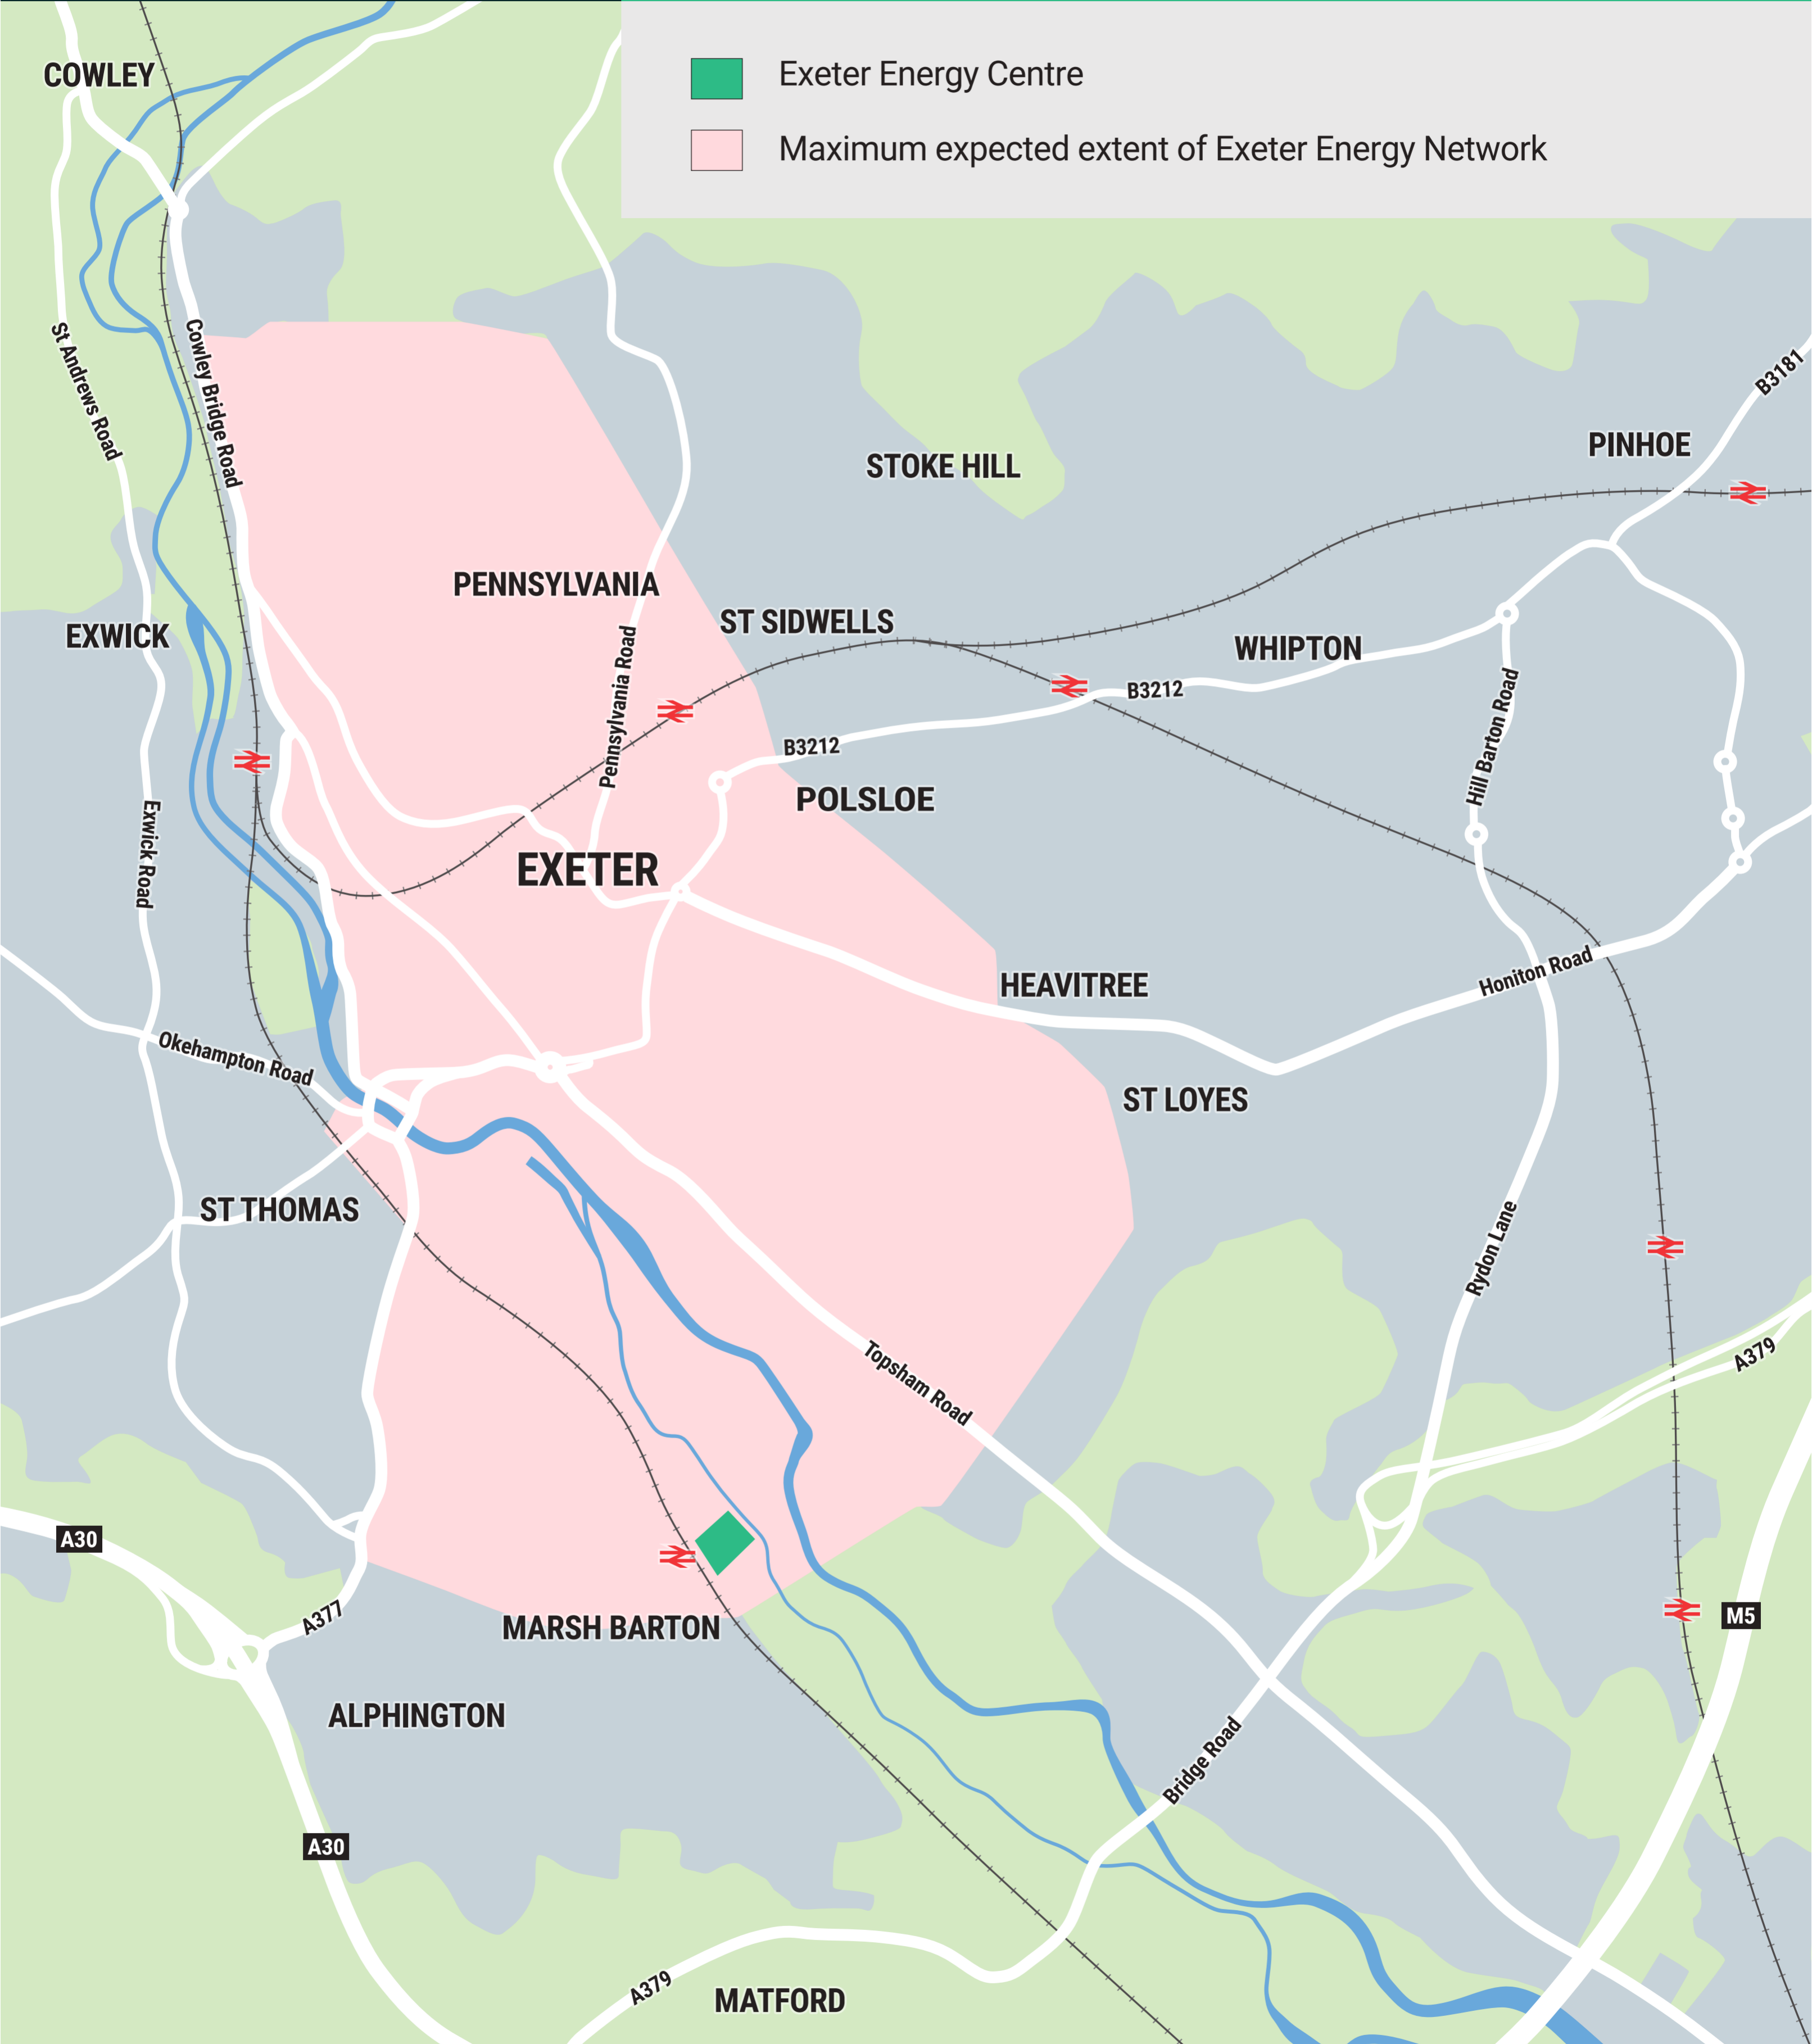 Exeter Energy Centre
Maximum expected extent of Exeter Energy Network
COWLEY
St Andrews Road
Cowley Bridge Road
B3181
PINHOE
STOKE HILL
PENNSYLVANIA
ST SIDWELLS
EXWICK
WHIPTON
Pennsylvania Road
B3212
Hill Barton Road
B3212
POLSLOE
Exwick Road
EXETER
HEAVITREE
Honiton Road
Okehampton Road
ST LOYES
ST THOMAS
Rydon Lane
Topsham Road
A379
A30
A377
MARSH BARTON
M5
ALPHINGTON
Bridge Road
A30
A379
MATFORD